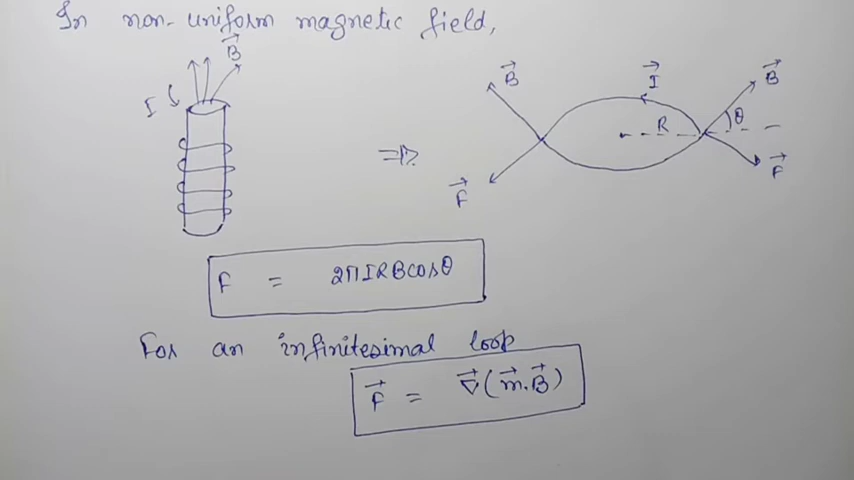 In non-uniform magnetic field,
B⃗
I
⇒
B⃗
I⃗
B⃗
R
θ
F⃗
F⃗
F = 2πIRBcosθ
For an infinitesimal loop
F⃗ = ∇⃗(m⃗.B⃗)